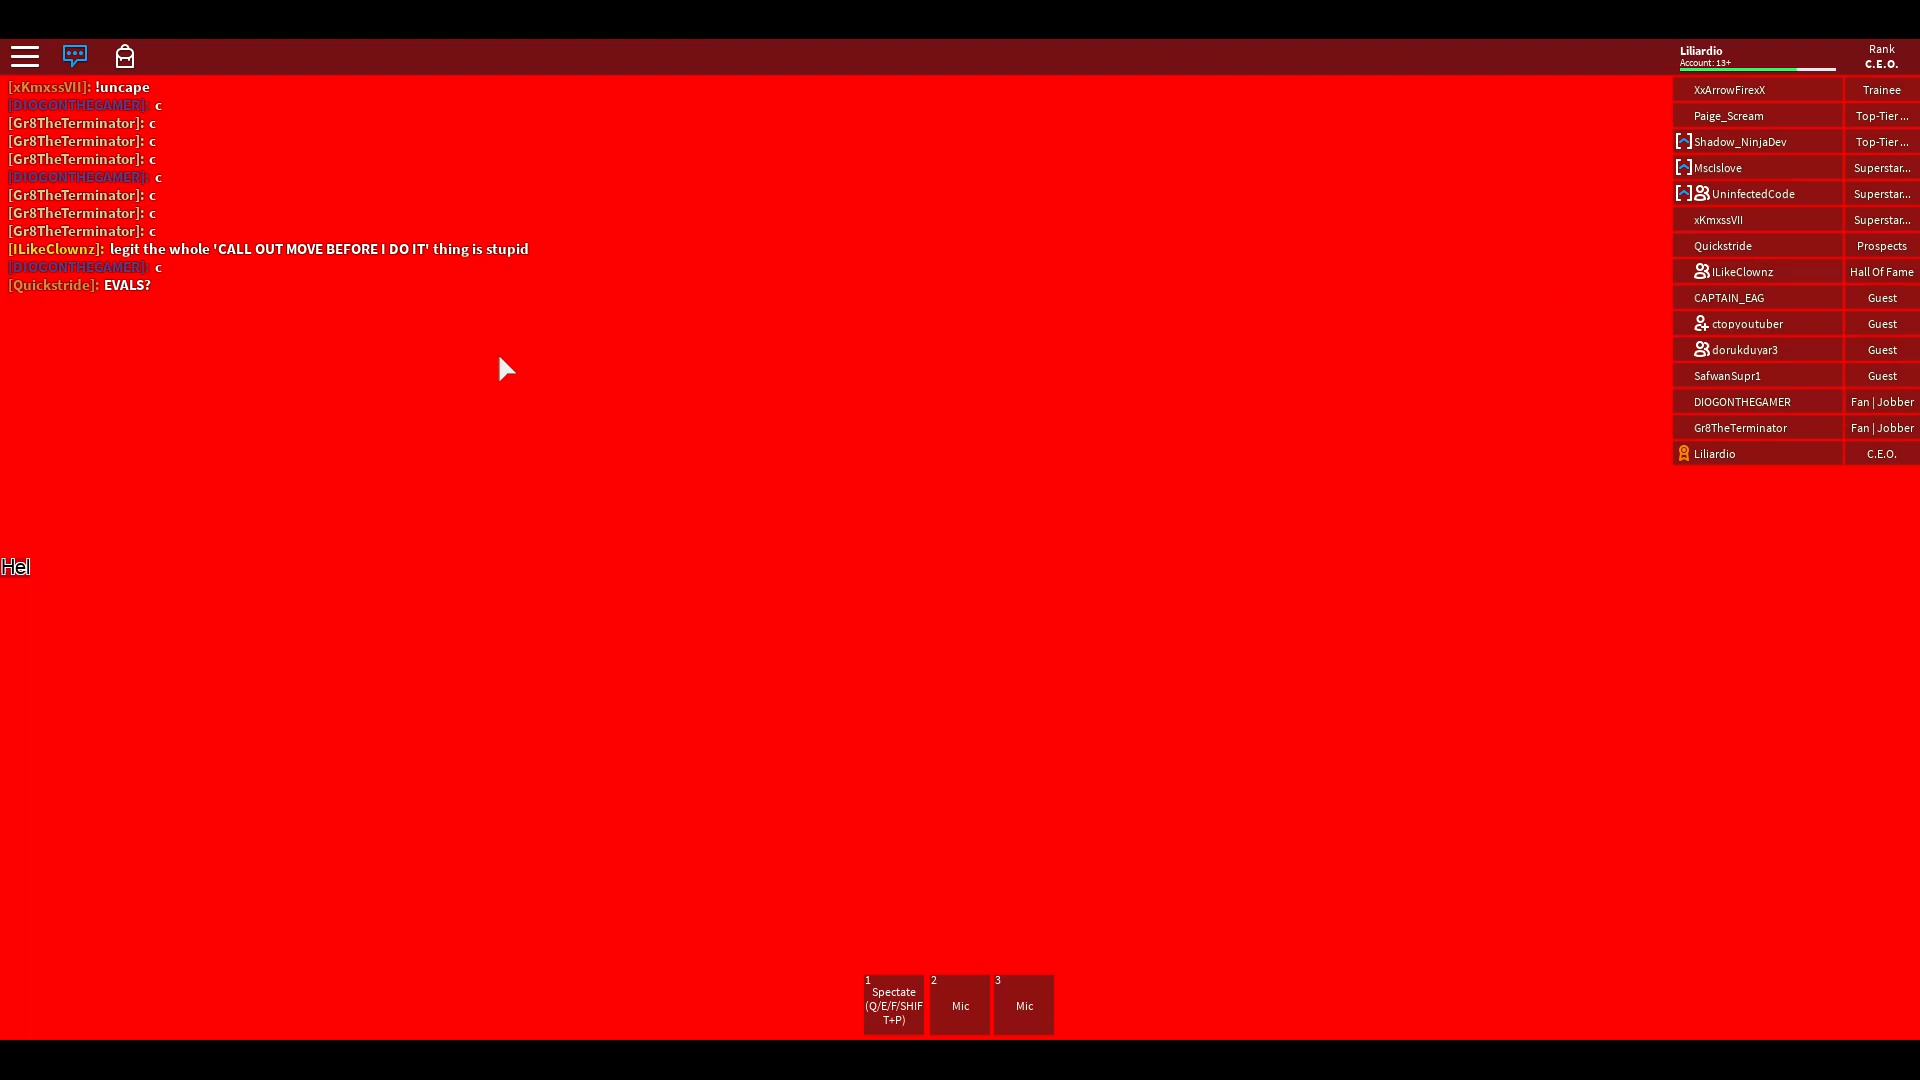 Liliardio
Account: 13+
Rank
C.E.O.
[xKmxssVII]: !uncape
[DIOGONTHEGAMER]: c
[Gr8TheTerminator]: c
[Gr8TheTerminator]: c
[Gr8TheTerminator]: c
[DIOGONTHEGAMER]: c
[Gr8TheTerminator]: c
[Gr8TheTerminator]: c
[Gr8TheTerminator]: c
[ILikeClownz]: legit the whole 'CALL OUT MOVE BEFORE I DO IT' thing is stupid
[DIOGONTHEGAMER]: c
[Quickstride]: EVALS?
XxArrowFirexX Trainee
Paige_Scream Top-Tier ...
Shadow_NinjaDev Top-Tier ...
MscIslove Superstar...
UninfectedCode Superstar...
xKmxssVII Superstar...
Quickstride Prospects
ILikeClownz Hall Of Fame
CAPTAIN_EAG Guest
ctopyoutuber Guest
dorukduyar3 Guest
SafwanSupr1 Guest
DIOGONTHEGAMER Fan | Jobber
Gr8TheTerminator Fan | Jobber
Liliardio C.E.O.
Hel
1
Spectate
(Q/E/F/SHIF
T+P)
2
Mic
3
Mic